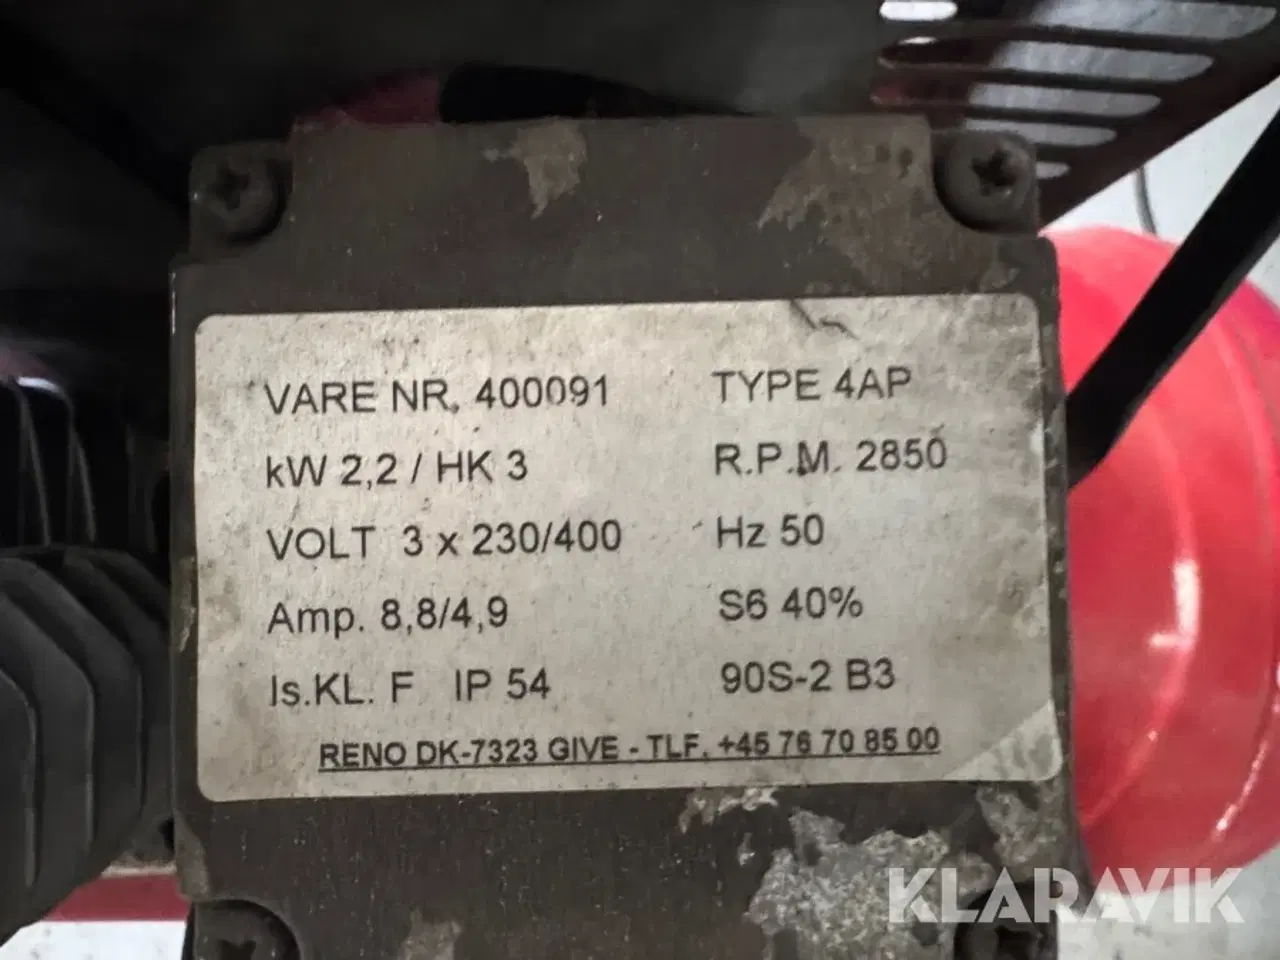 VARE NR. 400091 TYPE 4AP
kW 2,2 / HK 3 R.P.M. 2850
VOLT 3 x 230/400 Hz 50
Amp. 8,8/4,9 S6 40%
Is.KL. F IP 54 90S-2 B3
RENO DK-7323 GIVE - TLF. +45 76 70 85 00
KLARAVIK